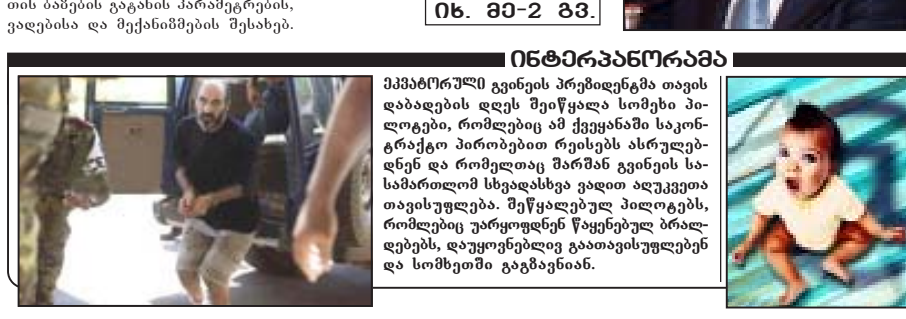 თის ბაზების გატანის პარამეტრების,
ვადებისა და მექანიზმების შესახებ.
ᲘᲮ. ᲛᲔ-2 ᲒᲕ.
ᲘᲜᲢᲔᲠᲞᲐᲜᲝᲠᲐᲛᲐ
ᲔᲙᲕᲐᲢᲝᲠᲣᲚᲘ გვინეის პრეზიდენტმა თავის
დაბადების დღეს შეიწყალა სომეხი პი-
ლოტები, რომლებიც ამ ქვეყანაში საკონ-
ტრაქტო პირობებით რეისებს ასრულებ-
დნენ და რომელთაც შარშან გვინეის სა-
სამართლომ სხვადასხვა ვადით აღუკვეთა
თავისუფლება. შეწყალებულ პილოტებს,
რომლებიც უარყოფდნენ წაყენებულ ბრალ-
დებებს, დაუყოვნებლივ გაათავისუფლებენ
და სომხეთში გაგზავნიან.